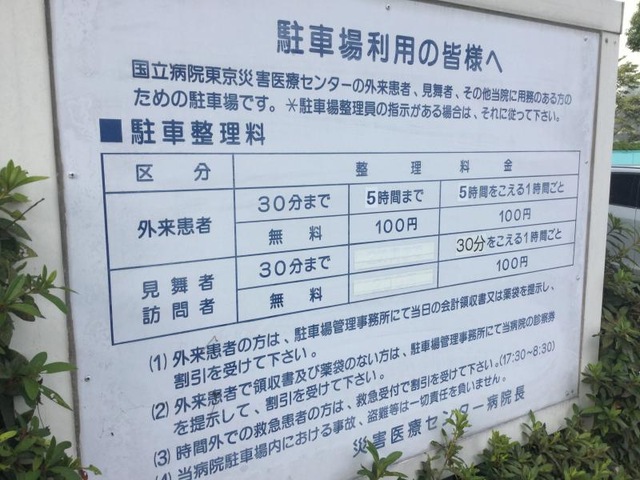 駐車場利用の皆様へ
国立病院東京災害医療センターの外来患者、見舞者、その他当院に用務のある方の
ための駐車場です。＊駐車場整理員の指示がある場合は、それに従って下さい。
■駐車整理料
区分 整理料金
外来患者 30分まで 5時間まで 5時間をこえる1時間ごと
無料 100円 100円
見舞者 30分まで 30分をこえる1時間ごと
訪問者 無料 100円
(1) 外来患者の方は、駐車場管理事務所にて当日の会計領収書又は薬袋を提示し、
割引を受けて下さい。
(2) 外来患者で領収書及び薬袋のない方は、駐車場管理事務所にて当病院の診察券
を提示して、割引を受けて下さい。
(3) 時間外での救急患者の方は、救急受付で割引を受けて下さい。(17:30~8:30)
(4) 当病院駐車場内における事故、盗難等は一切責任を負いません。
災害医療センター病院長